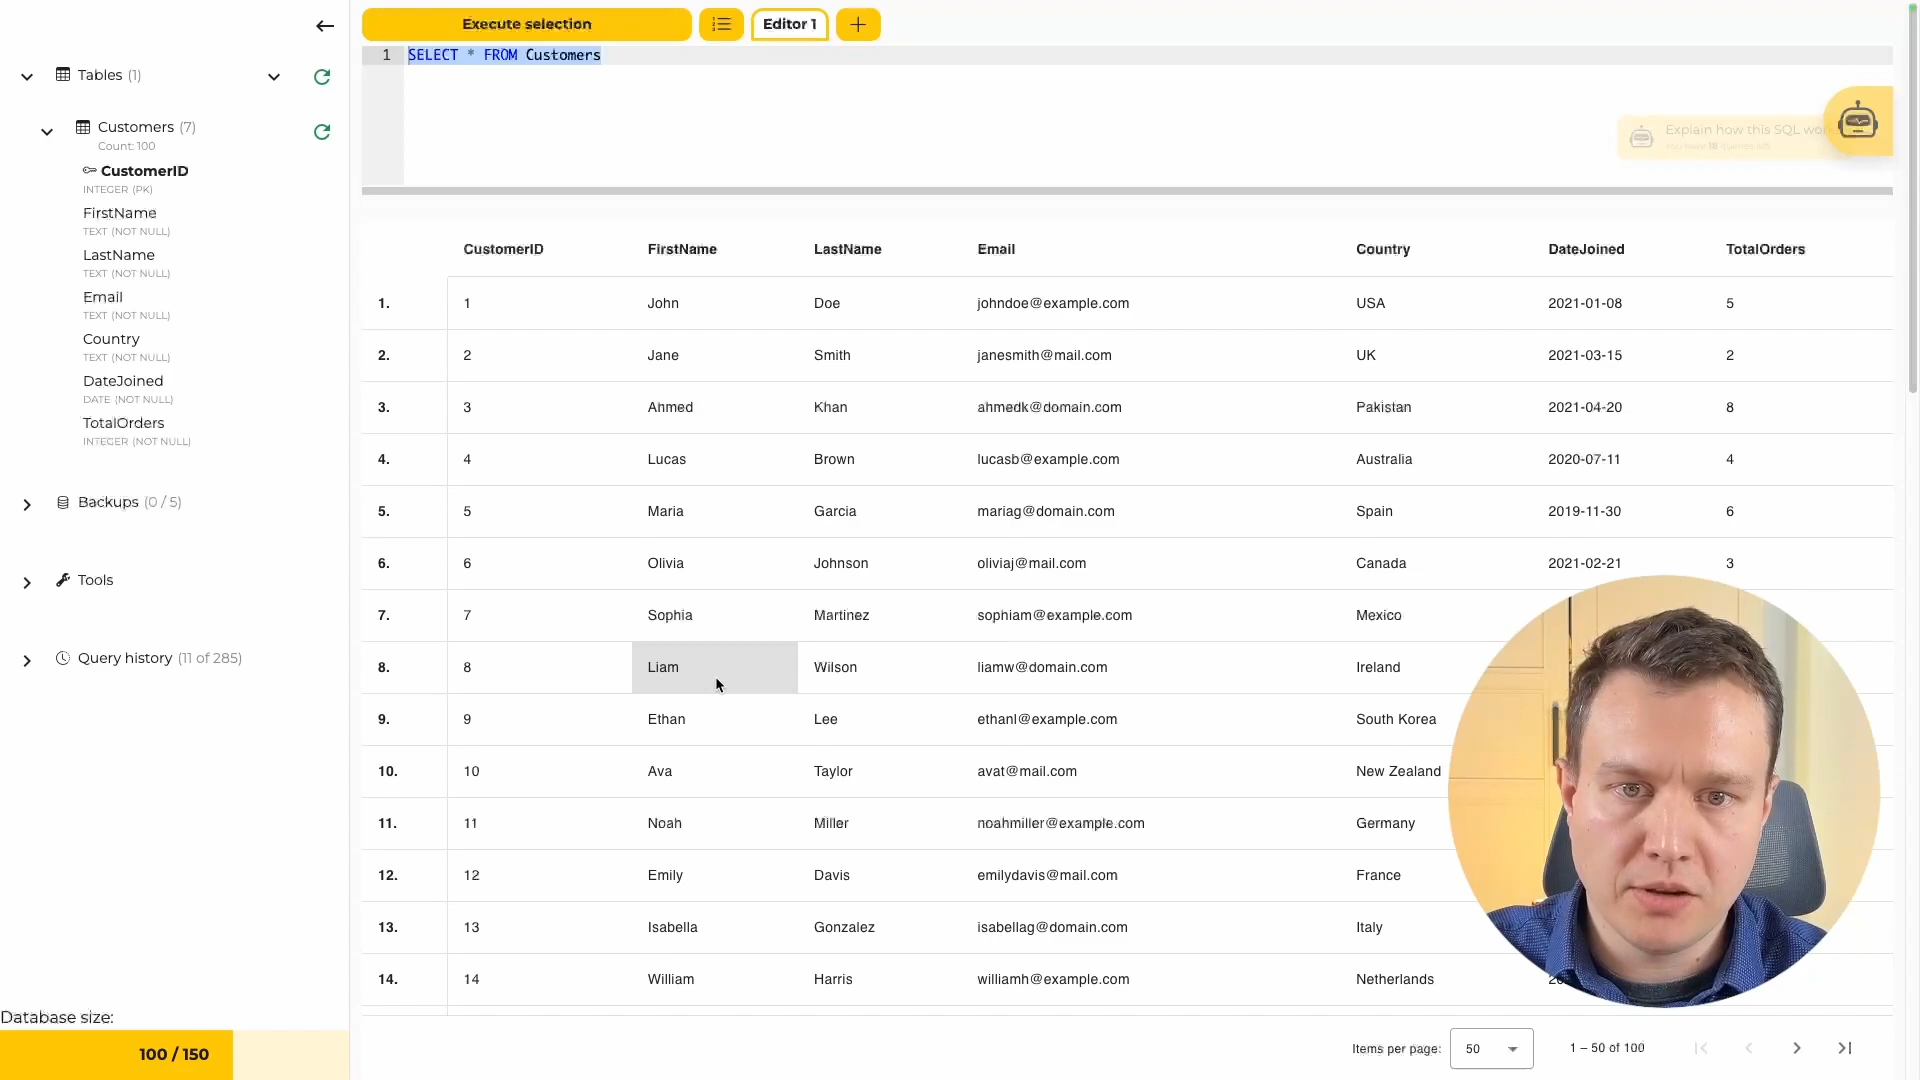 Execute selection
Editor 1
1 SELECT * FROM Customers
Tables (1)
Customers (7)
Count: 100
CustomerID
INTEGER (PK)
FirstName
TEXT (NOT NULL)
LastName
TEXT (NOT NULL)
Email
TEXT (NOT NULL)
Country
TEXT (NOT NULL)
DateJoined
DATE (NOT NULL)
TotalOrders
INTEGER (NOT NULL)
Backups (0 / 5)
Tools
Query history (11 of 285)
Database size:
100 / 150
Explain how this SQL
You have 18 queries left
CustomerID FirstName LastName Email Country DateJoined TotalOrders
1. 1 John Doe johndoe@example.com USA 2021-01-08 5
2. 2 Jane Smith janesmith@mail.com UK 2021-03-15 2
3. 3 Ahmed Khan ahmedk@domain.com Pakistan 2021-04-20 8
4. 4 Lucas Brown lucasb@example.com Australia 2020-07-11 4
5. 5 Maria Garcia mariag@domain.com Spain 2019-11-30 6
6. 6 Olivia Johnson oliviaj@mail.com Canada 2021-02-21 3
7. 7 Sophia Martinez sophiam@example.com Mexico
8. 8 Liam Wilson liamw@domain.com Ireland
9. 9 Ethan Lee ethanl@example.com South Korea
10. 10 Ava Taylor avat@mail.com New Zealand
11. 11 Noah Miller noahmiller@example.com Germany
12. 12 Emily Davis emilydavis@mail.com France
13. 13 Isabella Gonzalez isabellag@domain.com Italy
14. 14 William Harris williamh@example.com Netherlands
Items per page: 50 1 – 50 of 100